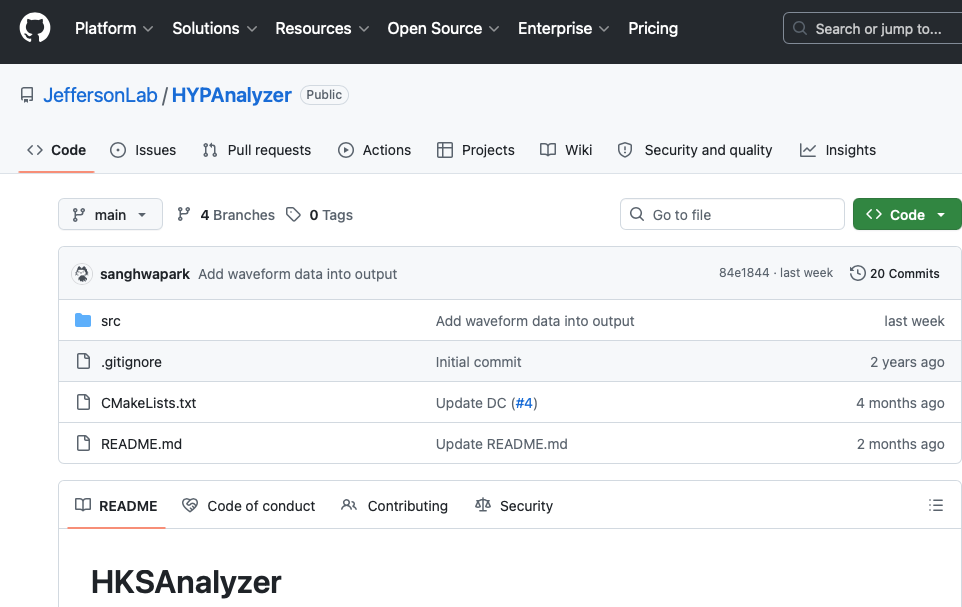 Platform Solutions Resources Open Source Enterprise Pricing Search or jump to...
JeffersonLab / HYPAnalyzer Public
Code Issues Pull requests Actions Projects Wiki Security and quality Insights
main 4 Branches 0 Tags Go to file Code
sanghwapark Add waveform data into output 84e1844 · last week 20 Commits
src Add waveform data into output last week
.gitignore Initial commit 2 years ago
CMakeLists.txt Update DC (#4) 4 months ago
README.md Update README.md 2 months ago
README Code of conduct Contributing Security
HKSAnalyzer